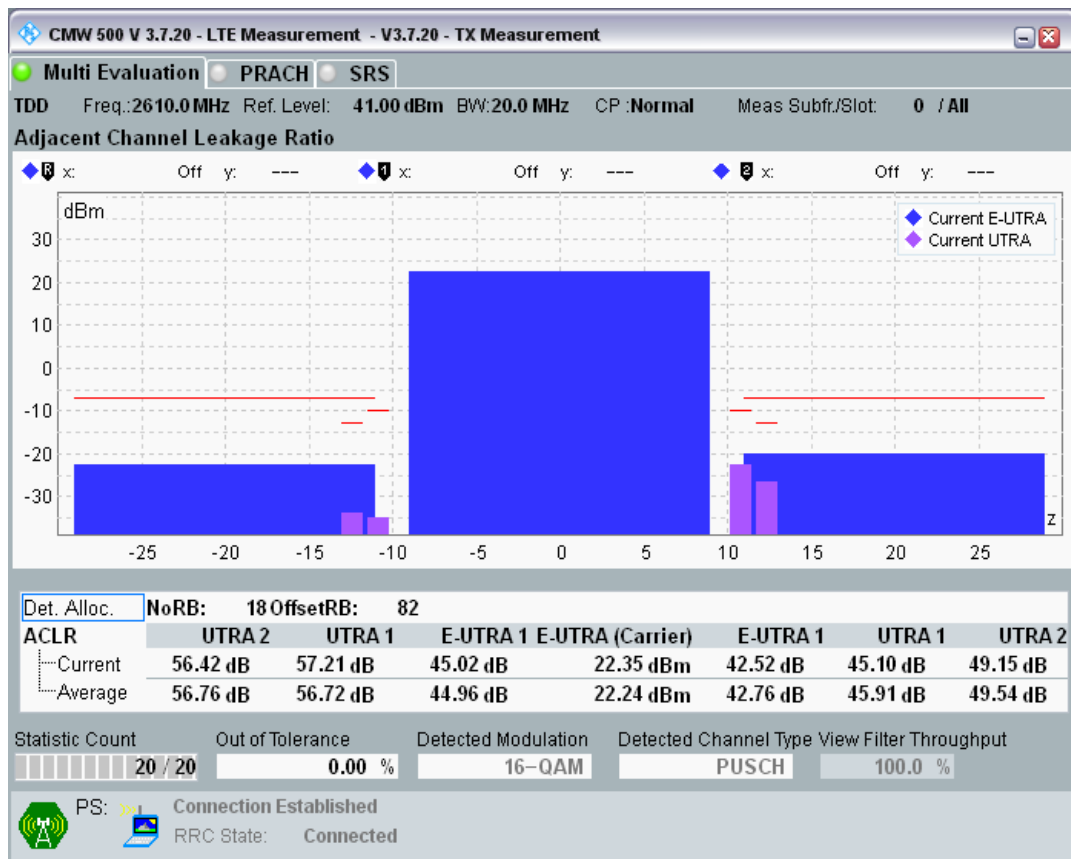 CMW 500 V 3.7.20 - LTE Measurement - V3.7.20 - TX Measurement
Multi Evaluation PRACH SRS
TDD Freq.:2610.0 MHz Ref. Level: 41.00 dBm BW:20.0 MHz CP :Normal Meas Subfr./Slot: 0 / All
Adjacent Channel Leakage Ratio
R x: Off y: --- 1 x: Off y: --- 2 x: Off y: ---
dBm
Current E-UTRA
Current UTRA
30
20
10
0
-10
-20
-30
z
-25 -20 -15 -10 -5 0 5 10 15 20 25
Det. Alloc. NoRB: 18 OffsetRB: 82
ACLR UTRA 2 UTRA 1 E-UTRA 1 E-UTRA (Carrier) E-UTRA 1 UTRA 1 UTRA 2
Current 56.42 dB 57.21 dB 45.02 dB 22.35 dBm 42.52 dB 45.10 dB 49.15 dB
Average 56.76 dB 56.72 dB 44.96 dB 22.24 dBm 42.76 dB 45.91 dB 49.54 dB
Statistic Count Out of Tolerance Detected Modulation Detected Channel Type View Filter Throughput
20 / 20 0.00 % 16-QAM PUSCH 100.0 %
PS: Connection Established
RRC State: Connected